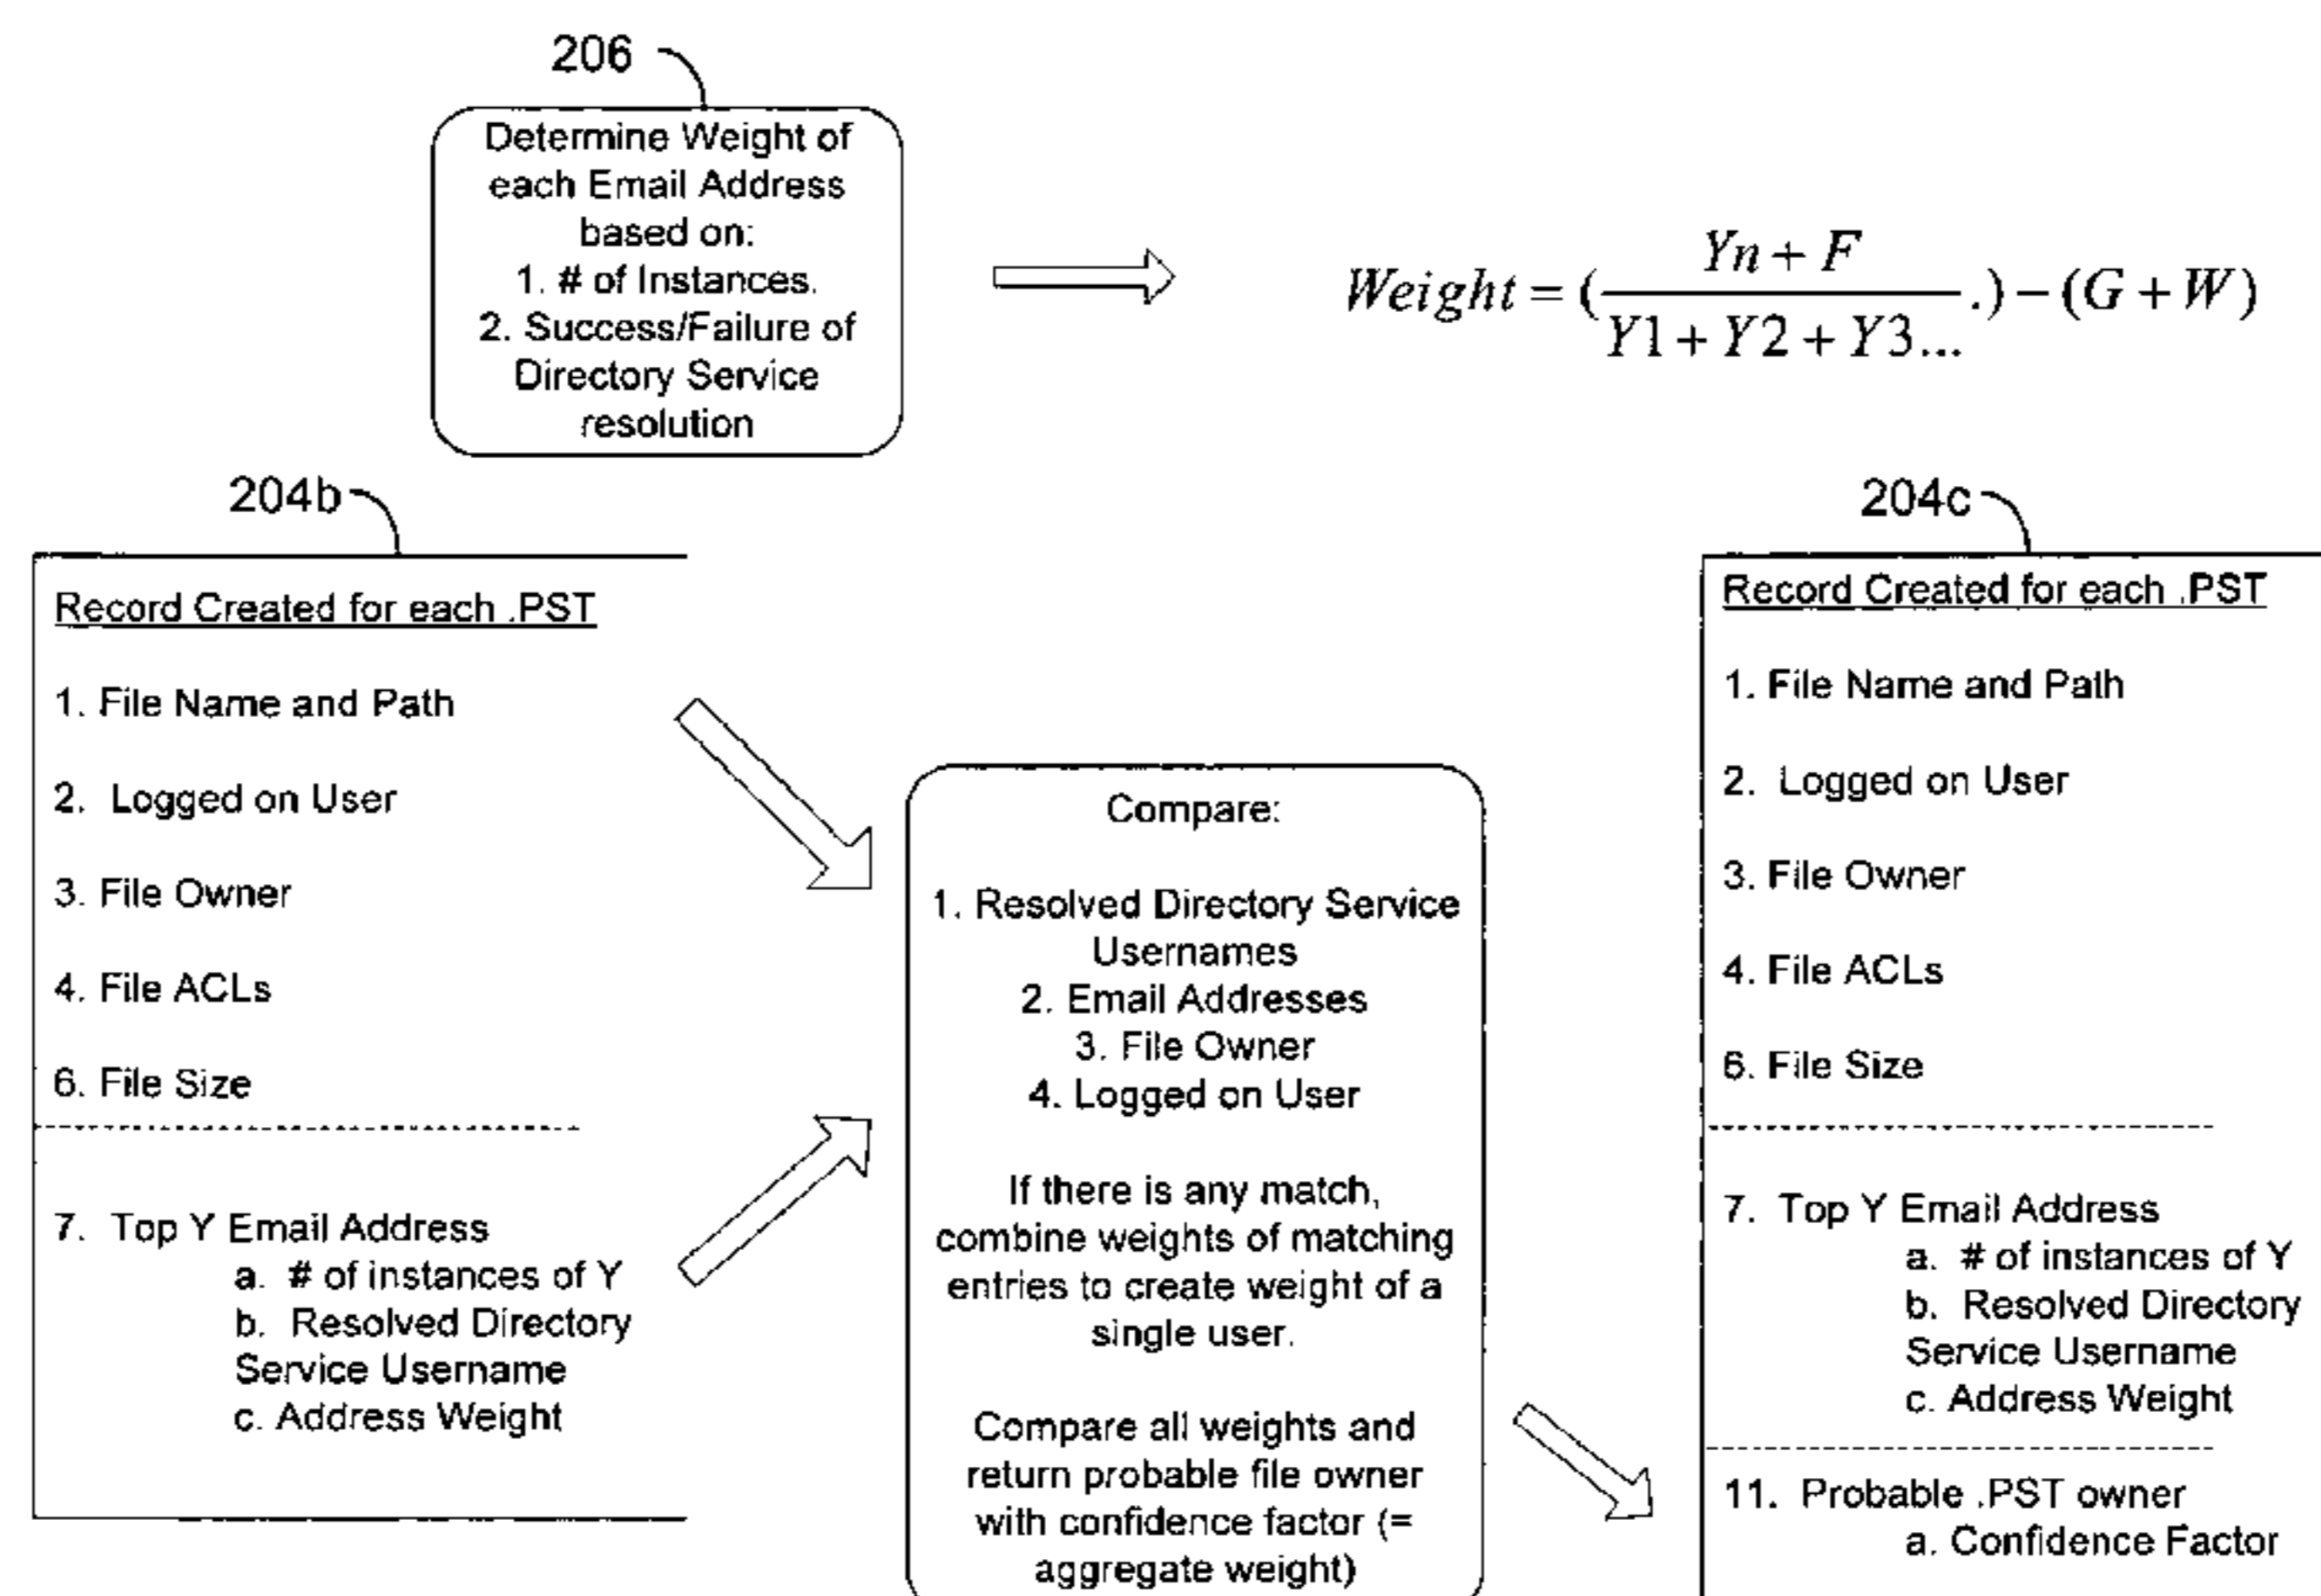 206
Determine Weight of
each Email Address
based on:
1. # of Instances.
2. Success/Failure of
Directory Service
resolution
Weight = (Yn + F / Y1 + Y2 + Y3... .) – (G + W)
204b
Record Created for each .PST
1. File Name and Path
2. Logged on User
3. File Owner
4. File ACLs
6. File Size
7. Top Y Email Address
a. # of instances of Y
b. Resolved Directory
Service Username
c. Address Weight
Compare:
1. Resolved Directory Service
Usernames
2. Email Addresses
3. File Owner
4. Logged on User
If there is any match,
combine weights of matching
entries to create weight of a
single user.
Compare all weights and
return probable file owner
with confidence factor (=
aggregate weight)
204c
Record Created for each .PST
1. File Name and Path
2. Logged on User
3. File Owner
4. File ACLs
6. File Size
7. Top Y Email Address
a. # of instances of Y
b. Resolved Directory
Service Username
c. Address Weight
11. Probable .PST owner
a. Confidence Factor